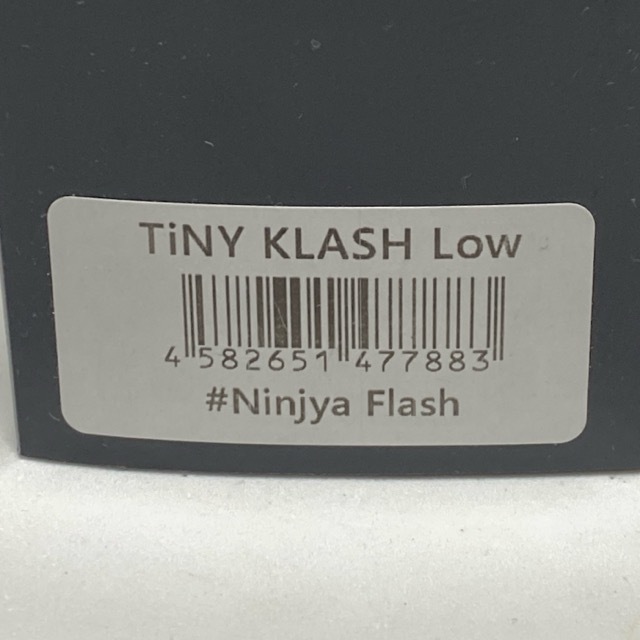 TiNY KLASH Low
4 582651 477883
#Ninjya Flash